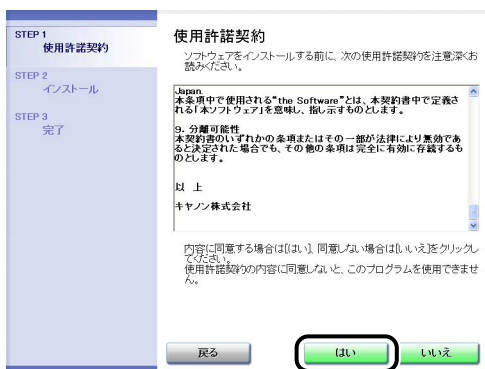 STEP 1
使用許諾契約
STEP 2
インストール
STEP 3
完了
使用許諾契約
ソフトウェアをインストールする前に、次の使用許諾契約を注意深くお
読みください。
Japan.
本条項中で使用される“the Software”とは、本契約書中で定義さ
れる「本ソフトウェア」を意味し、指し示すものとします。
9. 分離可能性
本契約書のいずれかの条項またはその一部が法律により無効であ
ると決定された場合でも、その他の条項は完全に有効に存続するも
のとします。
以 上
キヤノン株式会社
内容に同意する場合は[はい]、同意しない場合は[いいえ]をクリックし
てください。
使用許諾契約の内容に同意しないと、このプログラムを使用できませ
ん。
戻る
はい
いいえ